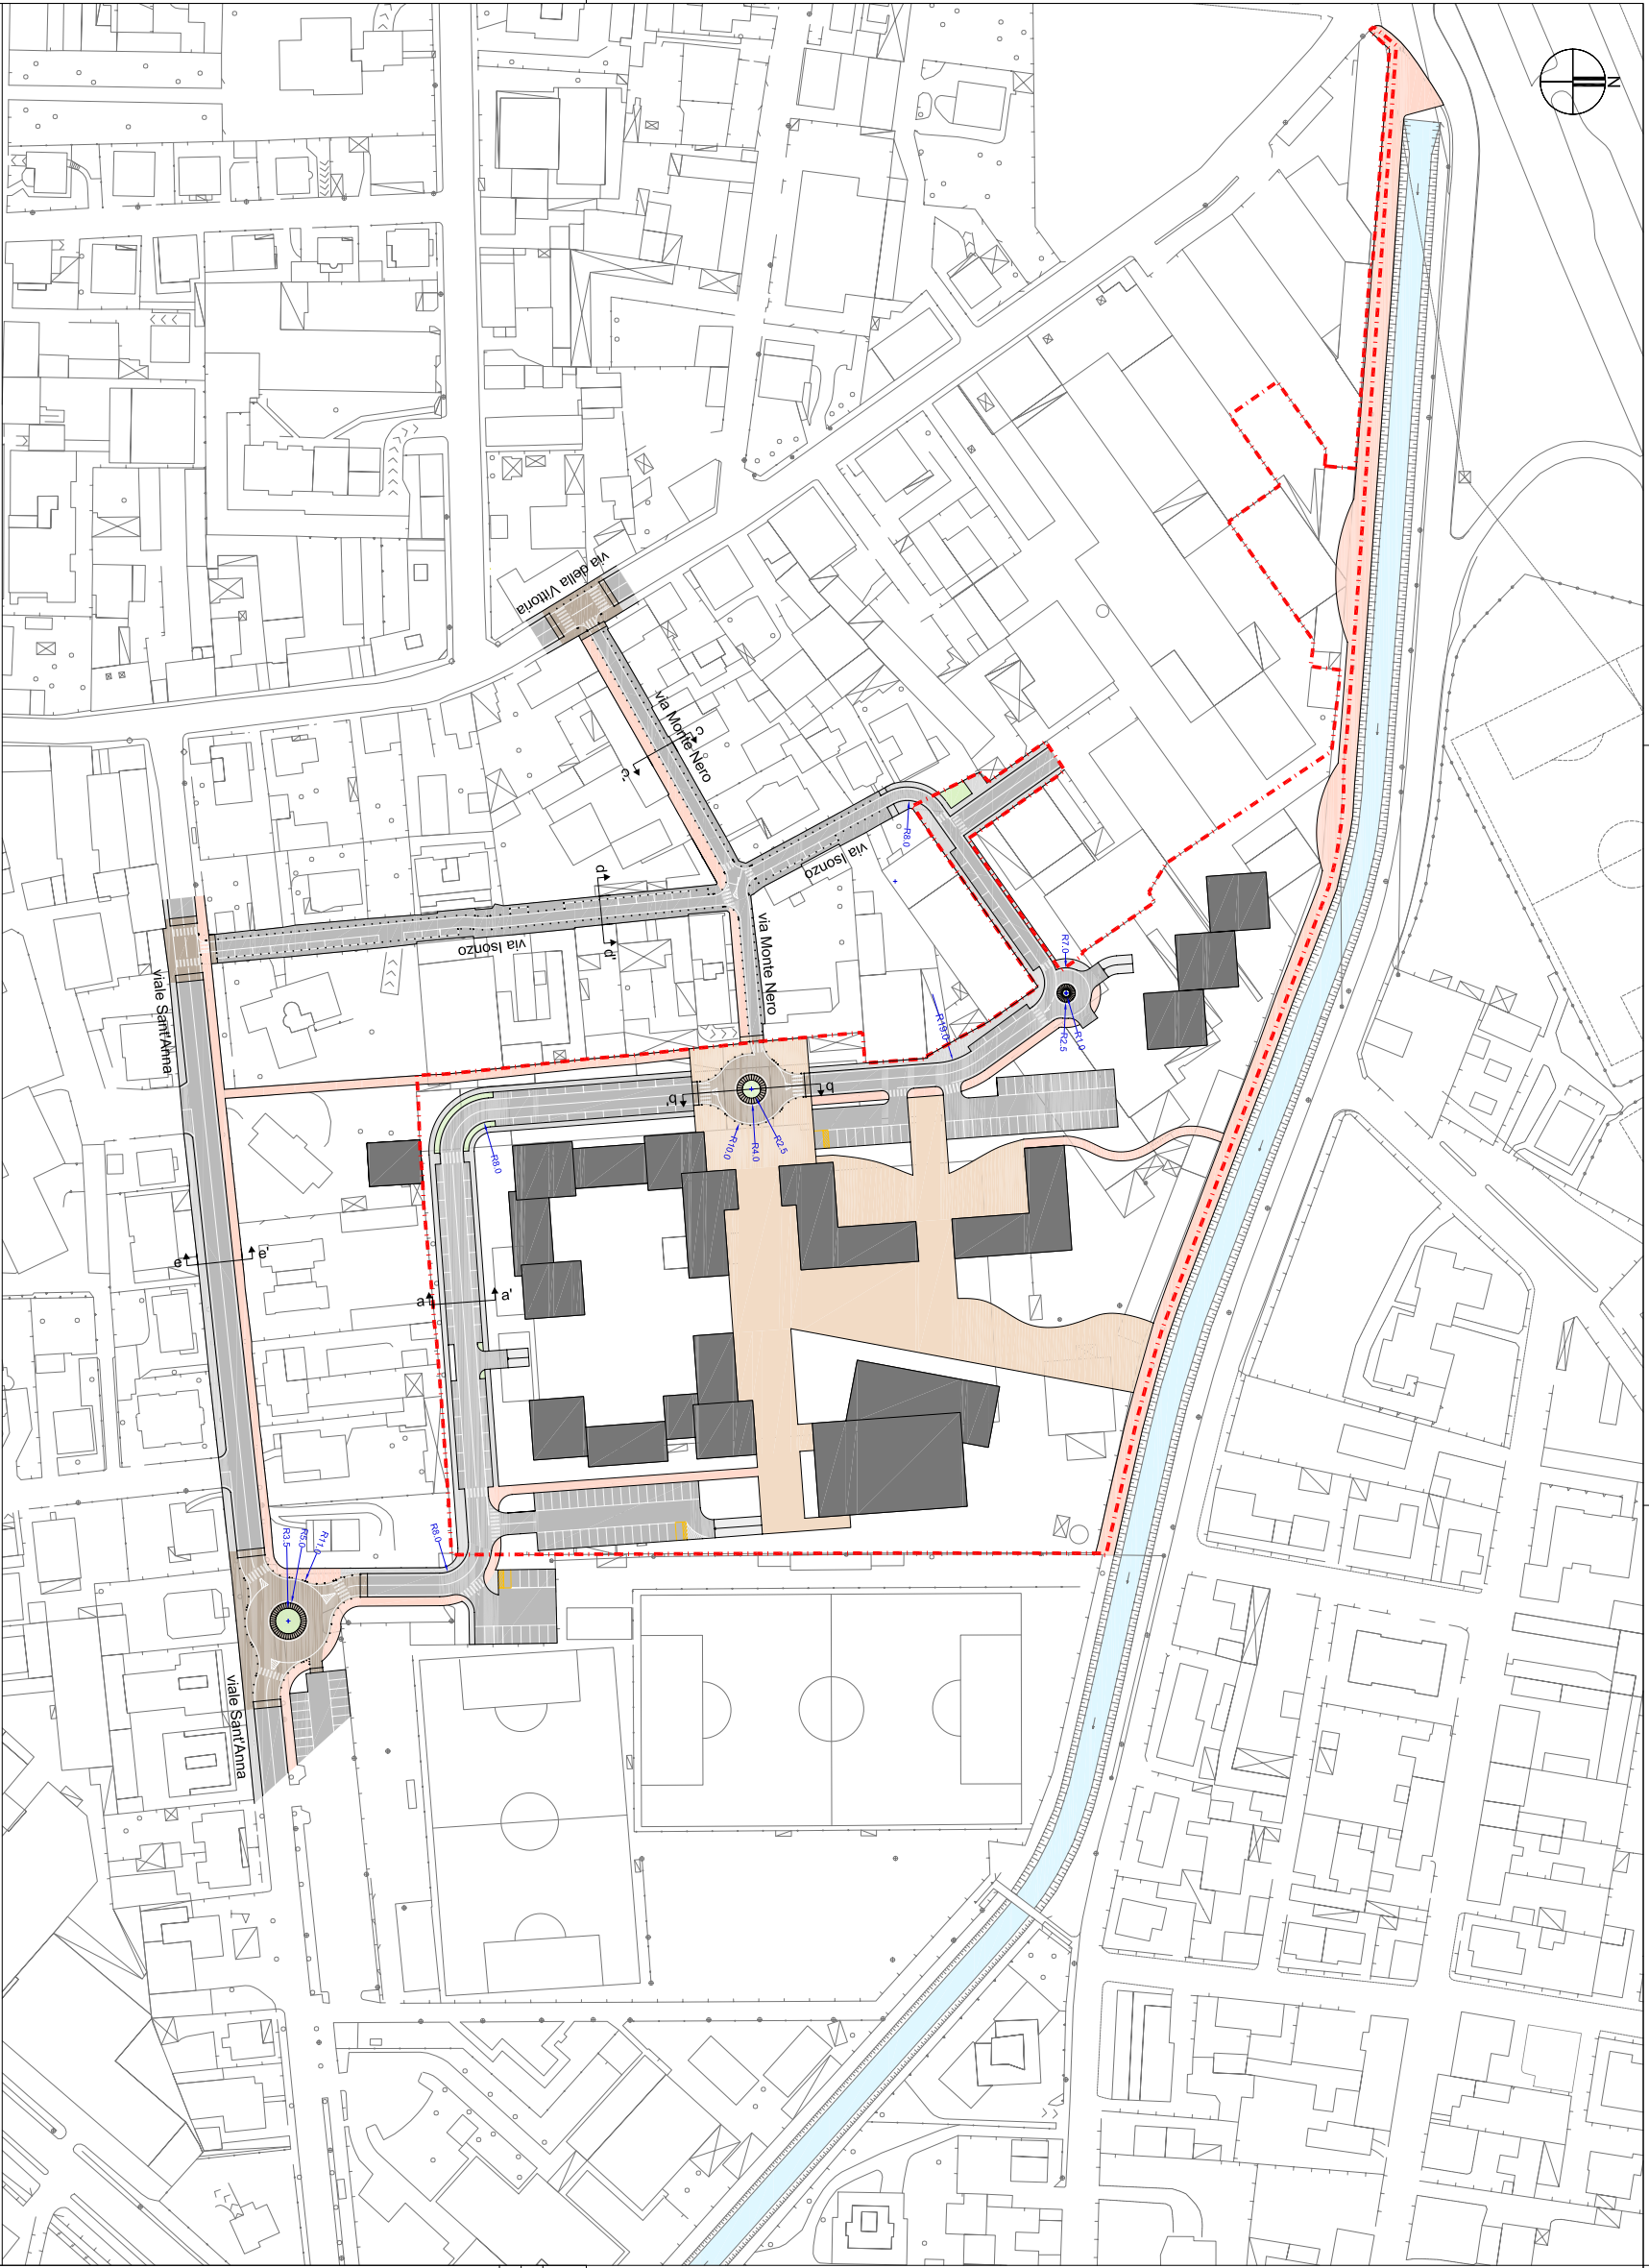 N
via della Vittoria
via Monte Nero
c
c'
R8.0
via Isonzo
d
d'
via Isonzo
via Monte Nero
R7.0
R1.0
R2.5
R19.0
viale Sant'Anna
b
b'
R2.5
R4.0
R10.0
R8.0
e
e'
a
a'
R8.0
R3.5
R5.0
R11.0
viale Sant'Anna